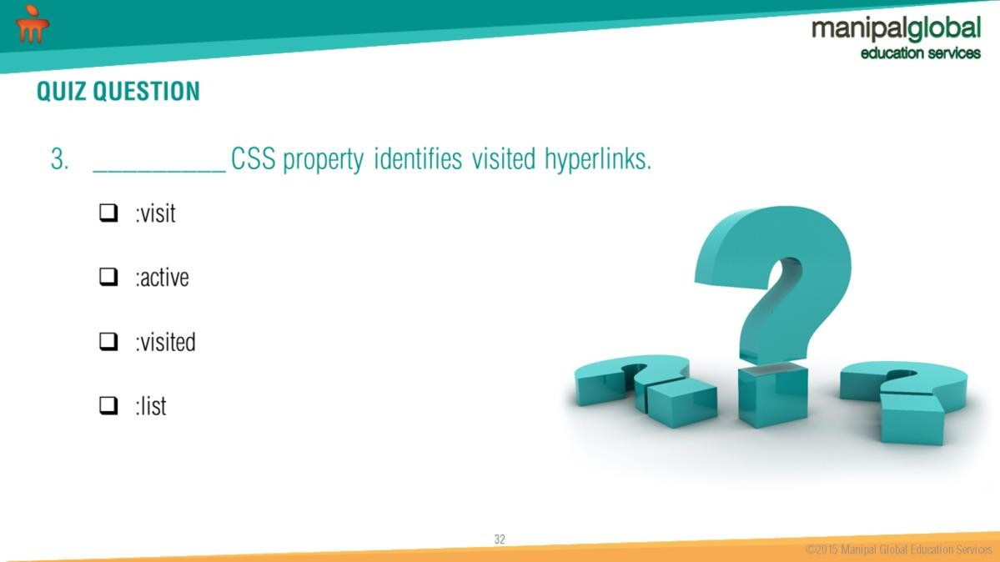 manipalglobal
education services
QUIZ QUESTION
3. _________ CSS property identifies visited hyperlinks.
❑ :visit
❑ :active
❑ :visited
❑ :list
32
©2015 Manipal Global Education Services